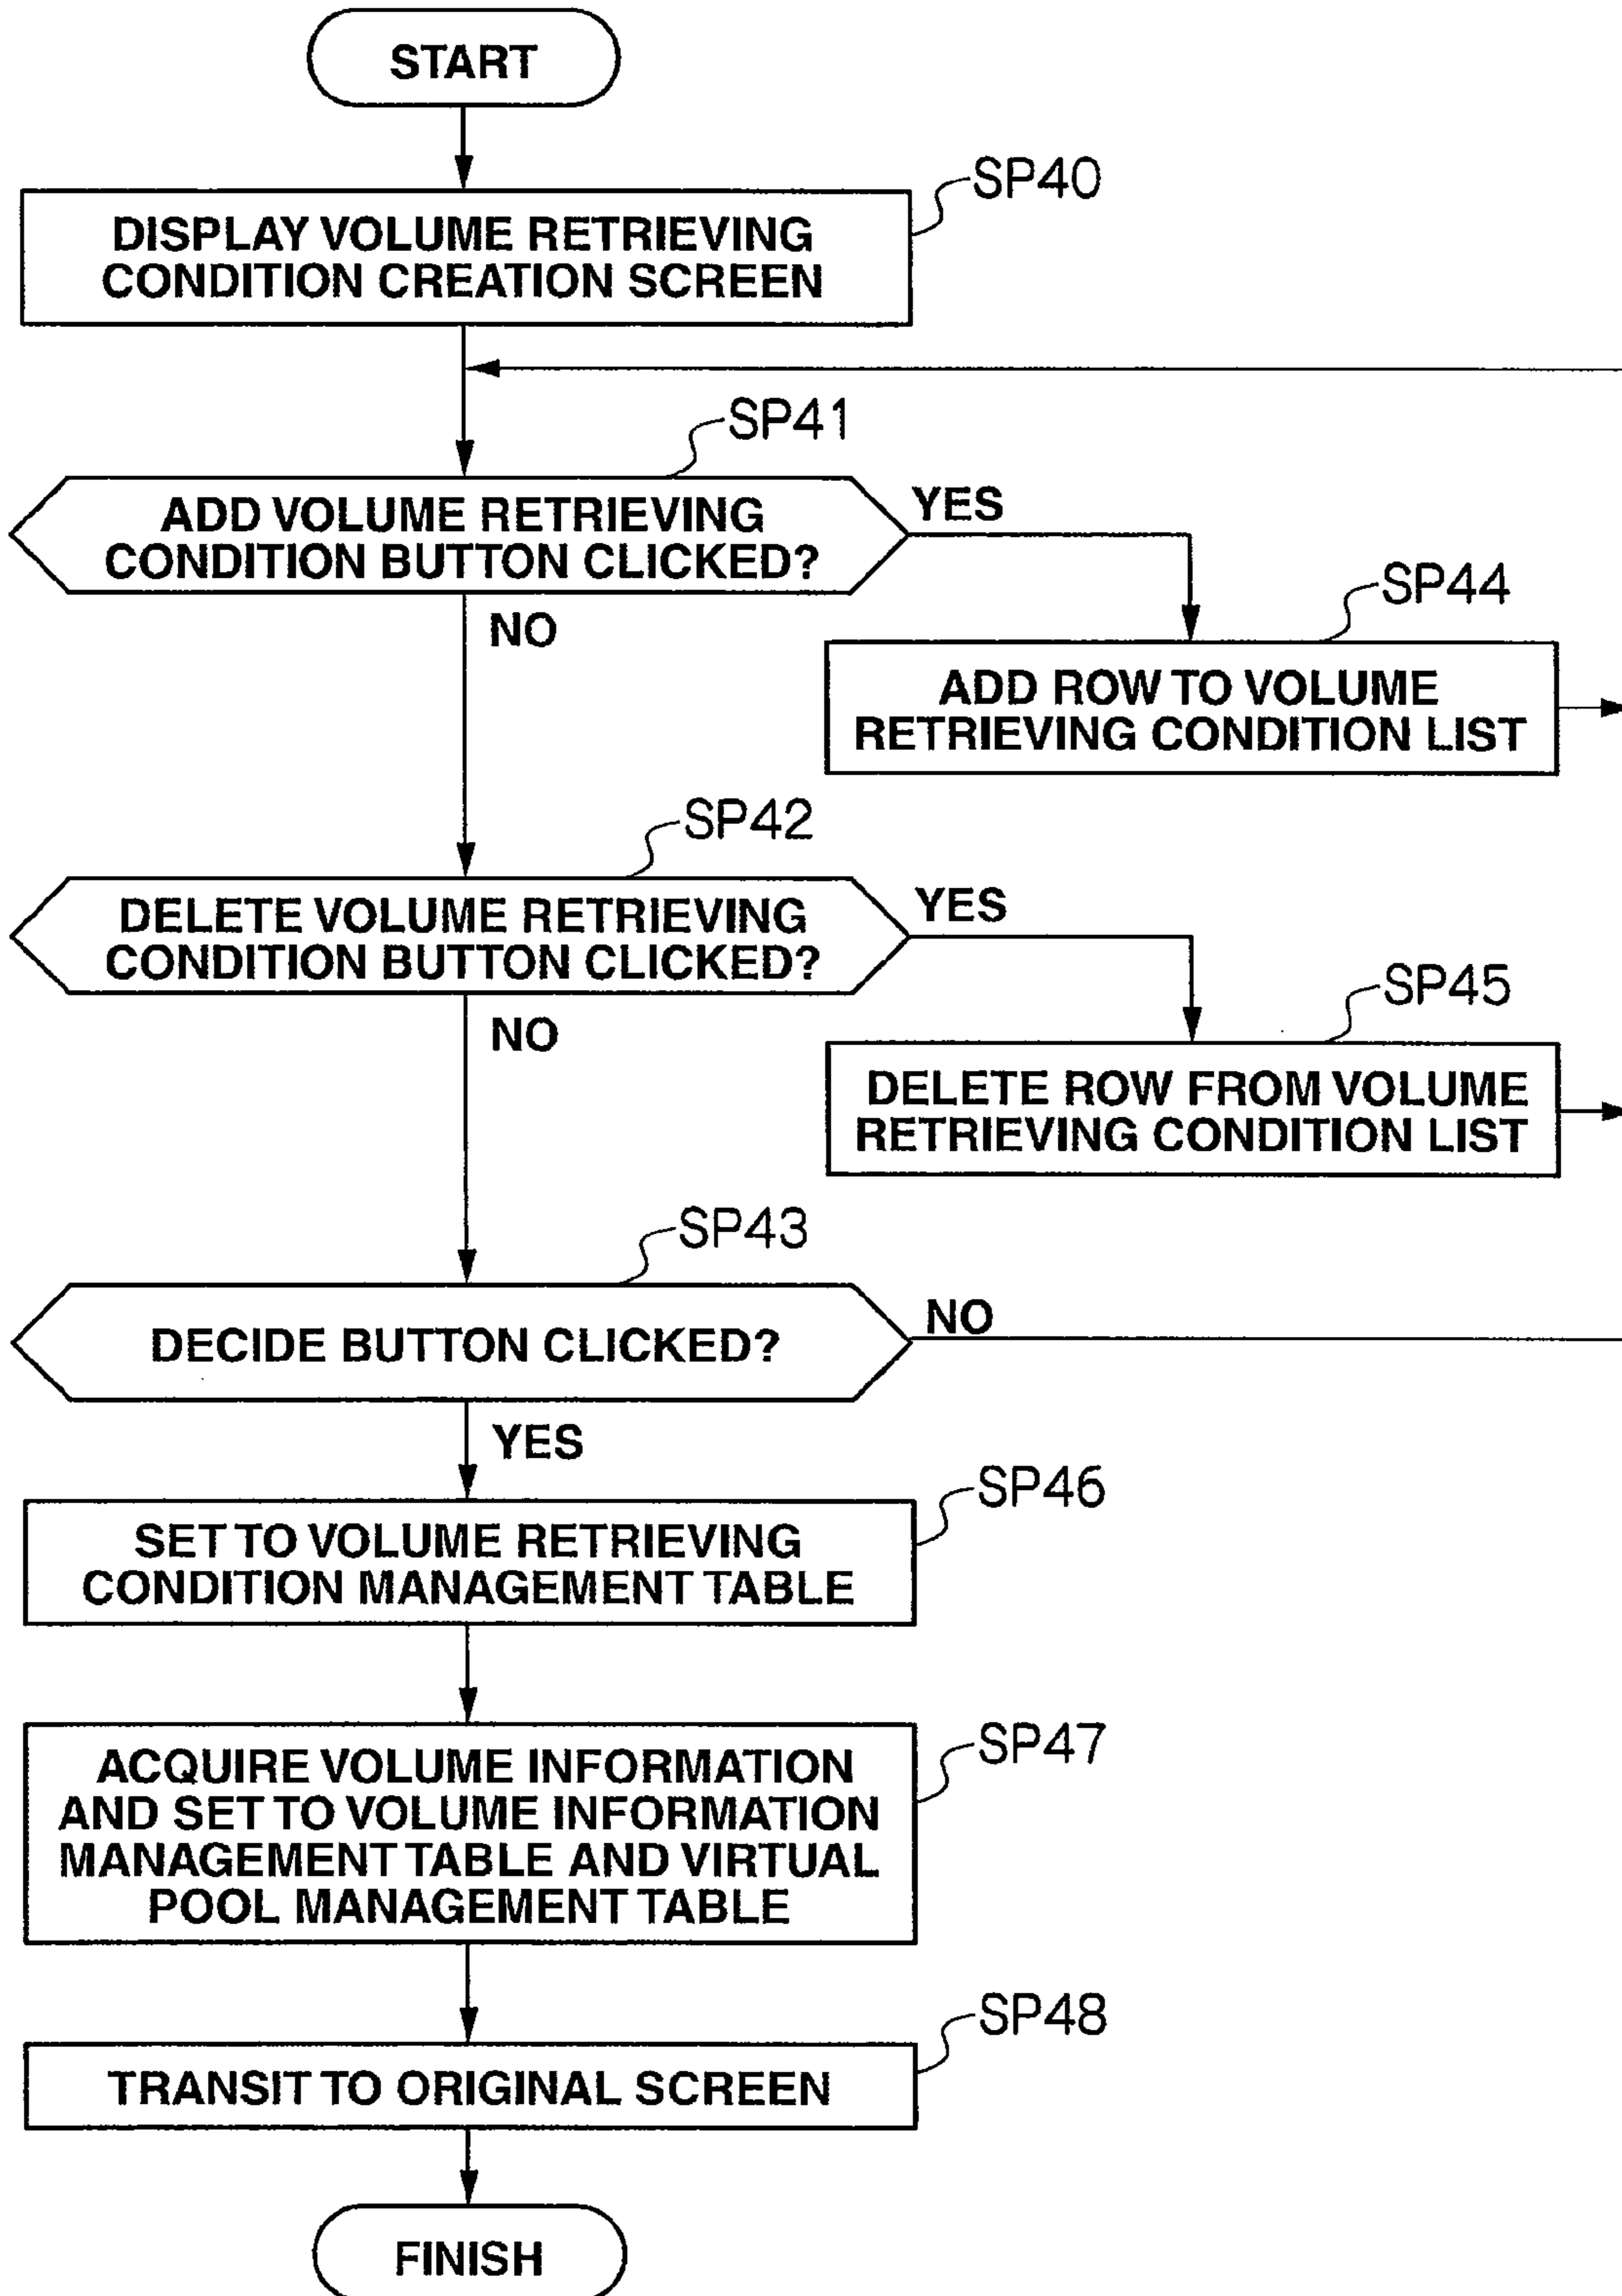 START
SP40
DISPLAY VOLUME RETRIEVING
CONDITION CREATION SCREEN
SP41
ADD VOLUME RETRIEVING
CONDITION BUTTON CLICKED?
YES
NO
SP44
ADD ROW TO VOLUME
RETRIEVING CONDITION LIST
SP42
DELETE VOLUME RETRIEVING
CONDITION BUTTON CLICKED?
YES
NO
SP45
DELETE ROW FROM VOLUME
RETRIEVING CONDITION LIST
SP43
DECIDE BUTTON CLICKED?
NO
YES
SP46
SET TO VOLUME RETRIEVING
CONDITION MANAGEMENT TABLE
SP47
ACQUIRE VOLUME INFORMATION
AND SET TO VOLUME INFORMATION
MANAGEMENT TABLE AND VIRTUAL
POOL MANAGEMENT TABLE
SP48
TRANSIT TO ORIGINAL SCREEN
FINISH